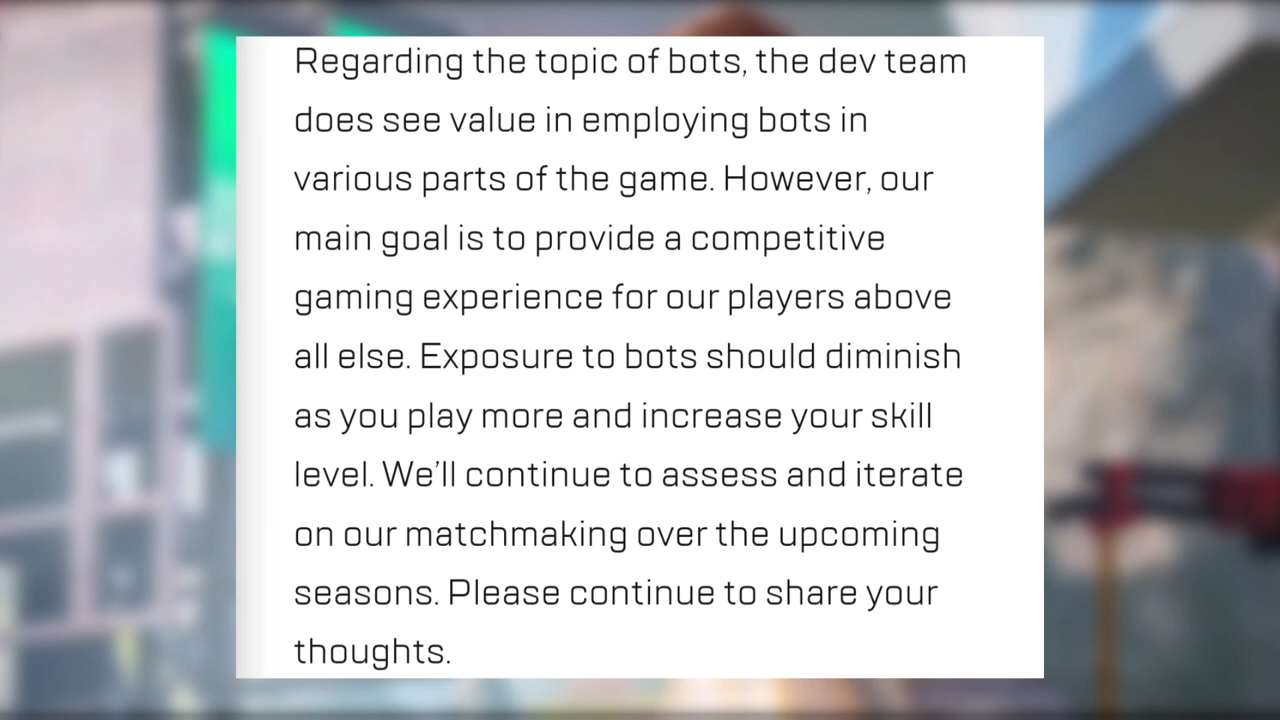 Regarding the topic of bots, the dev team
does see value in employing bots in
various parts of the game. However, our
main goal is to provide a competitive
gaming experience for our players above
all else. Exposure to bots should diminish
as you play more and increase your skill
level. We’ll continue to assess and iterate
on our matchmaking over the upcoming
seasons. Please continue to share your
thoughts.